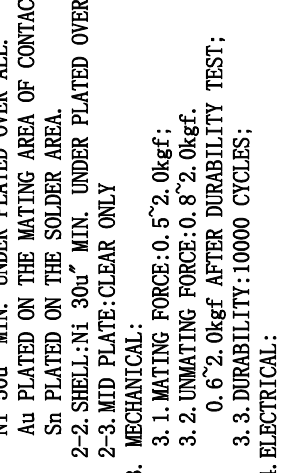 Ni 30u" MIN. UNDER PLATED OVER ALL.
Au PLATED ON THE MATING AREA OF CONTAC
Sn PLATED ON THE SOLDER AREA.
2-2. SHELL:Ni 30u" MIN. UNDER PLATED OVER
2-3. MID PLATE:CLEAR ONLY
3. MECHANICAL:
3.1. MATING FORCE:0.5~2.0kgf;
3.2. UNMATING FORCE:0.8~2.0kgf.
0.6~2.0kgf AFTER DURABILITY TEST;
3.3. DURABILITY:10000 CYCLES;
4. ELECTRICAL: